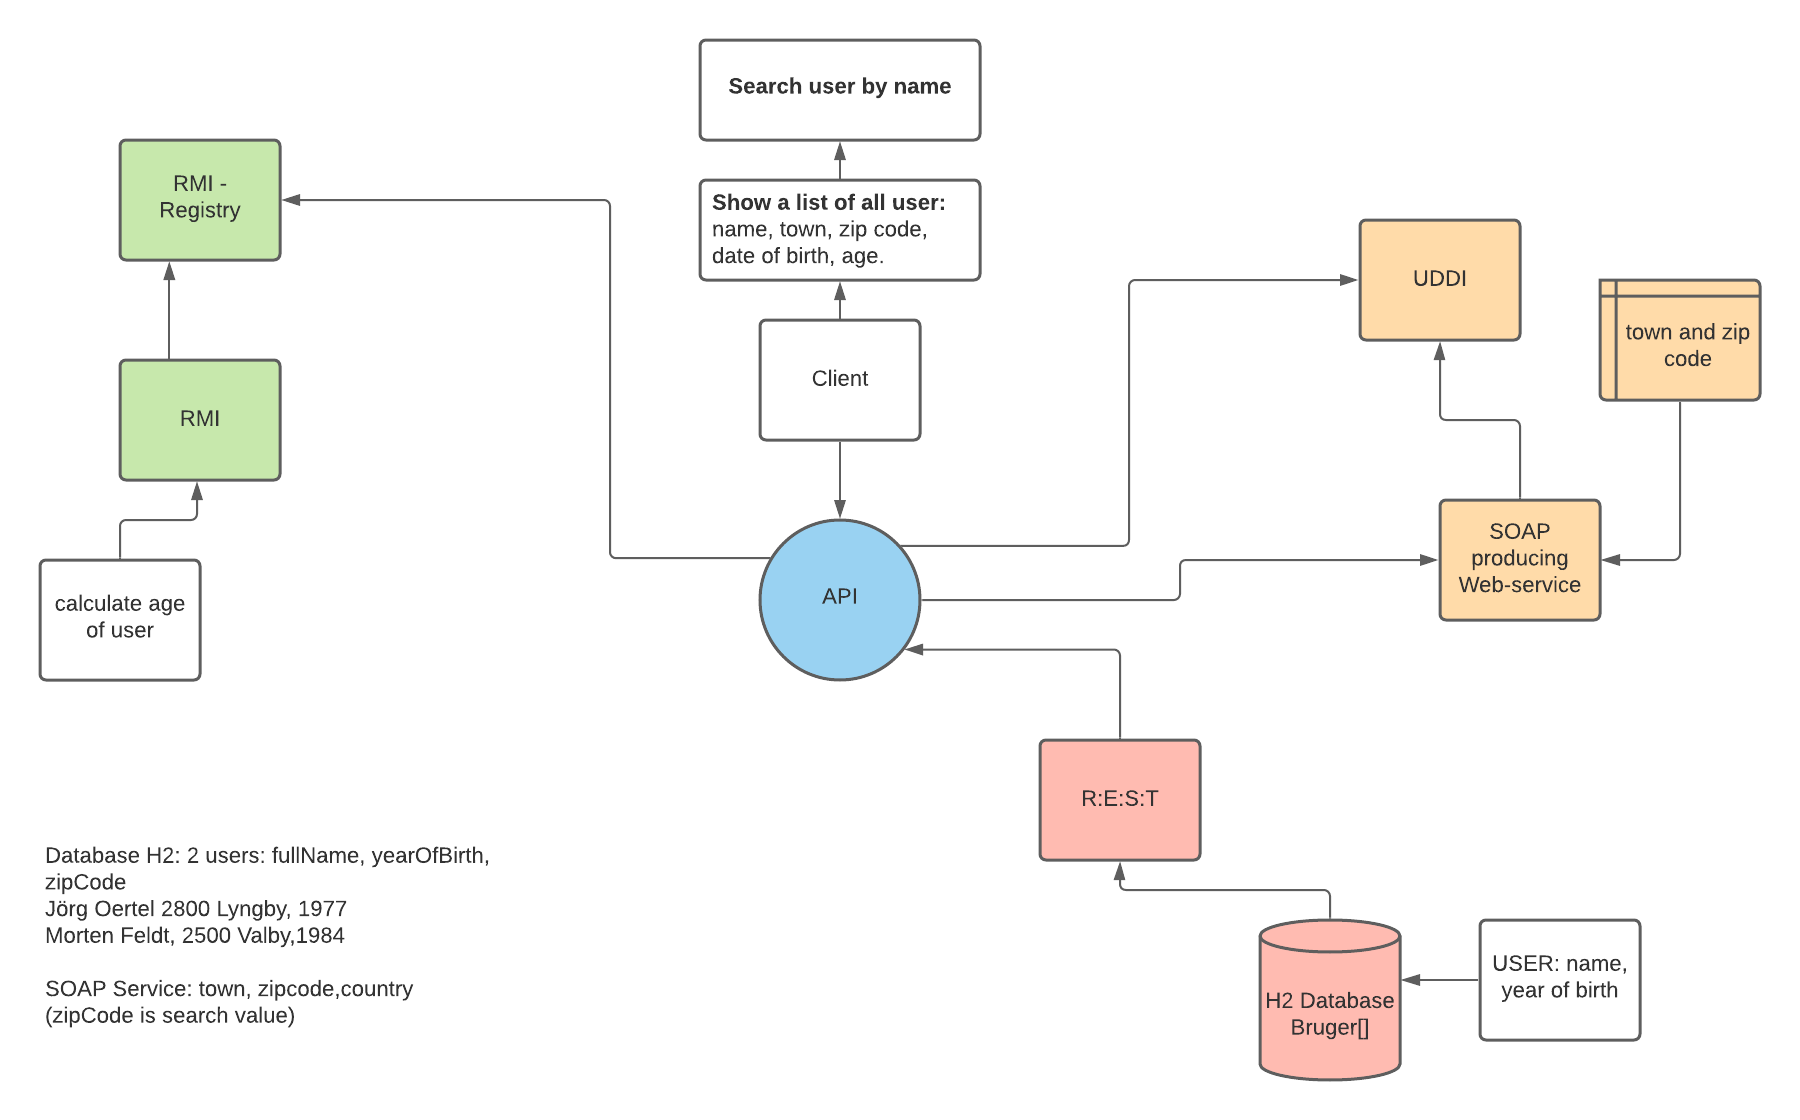 Search user by name
Show a list of all user:
name, town, zip code,
date of birth, age.
RMI -
Registry
UDDI
town and zip
code
Client
RMI
SOAP
producing
Web-service
calculate age
of user
API
R:E:S:T
Database H2: 2 users: fullName, yearOfBirth,
zipCode
Jörg Oertel 2800 Lyngby, 1977
Morten Feldt, 2500 Valby,1984
SOAP Service: town, zipcode,country
(zipCode is search value)
H2 Database
Bruger[]
USER: name,
year of birth